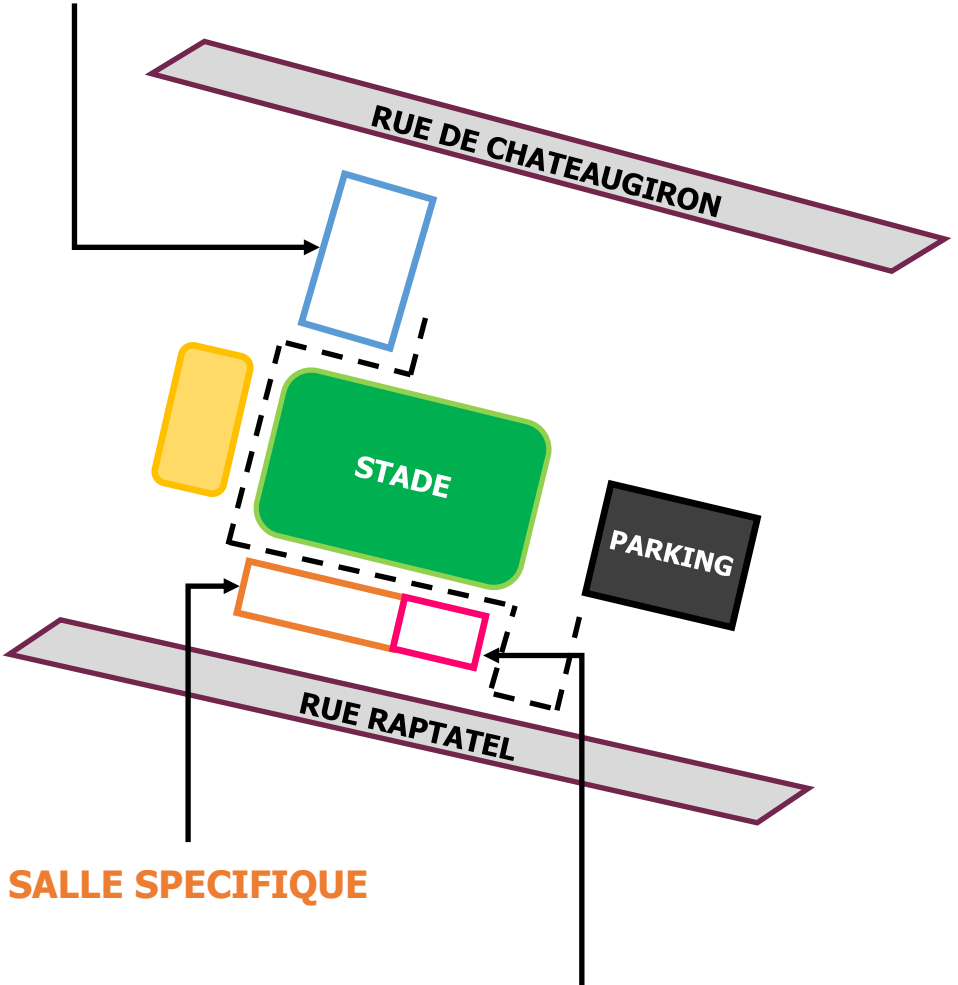 RUE DE CHATEAUGIRON
STADE
PARKING
RUE RAPTATEL
SALLE SPECIFIQUE